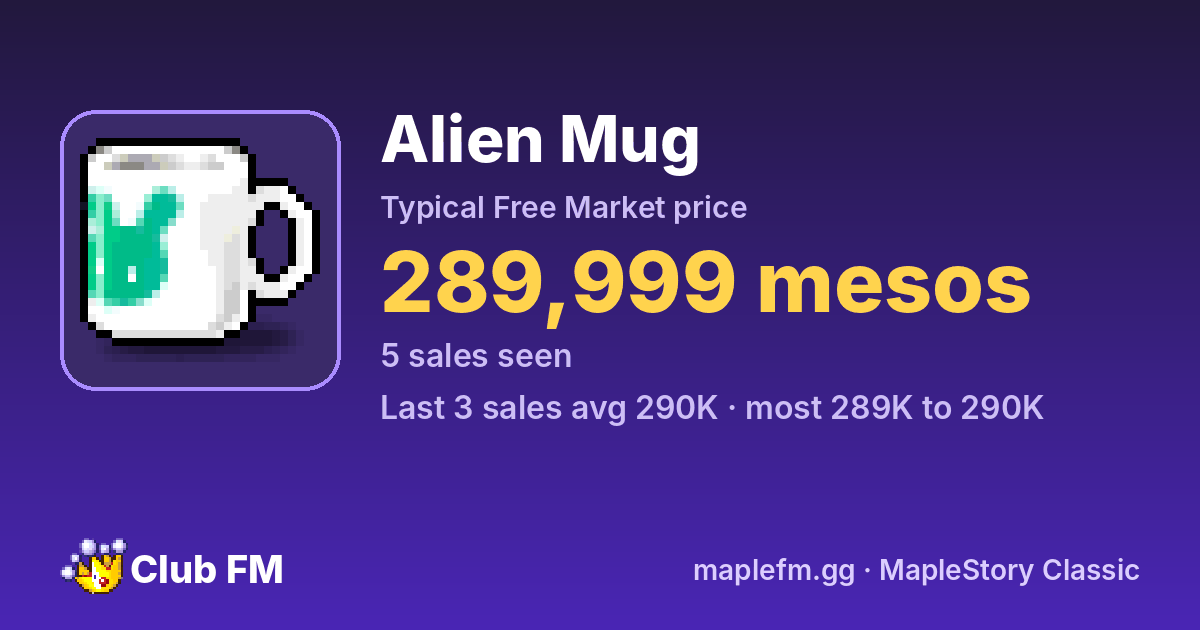 Alien Mug
Typical Free Market price
289,999 mesos
5 sales seen
Last 3 sales avg 290K · most 289K to 290K
Club FM
maplefm.gg · MapleStory Classic